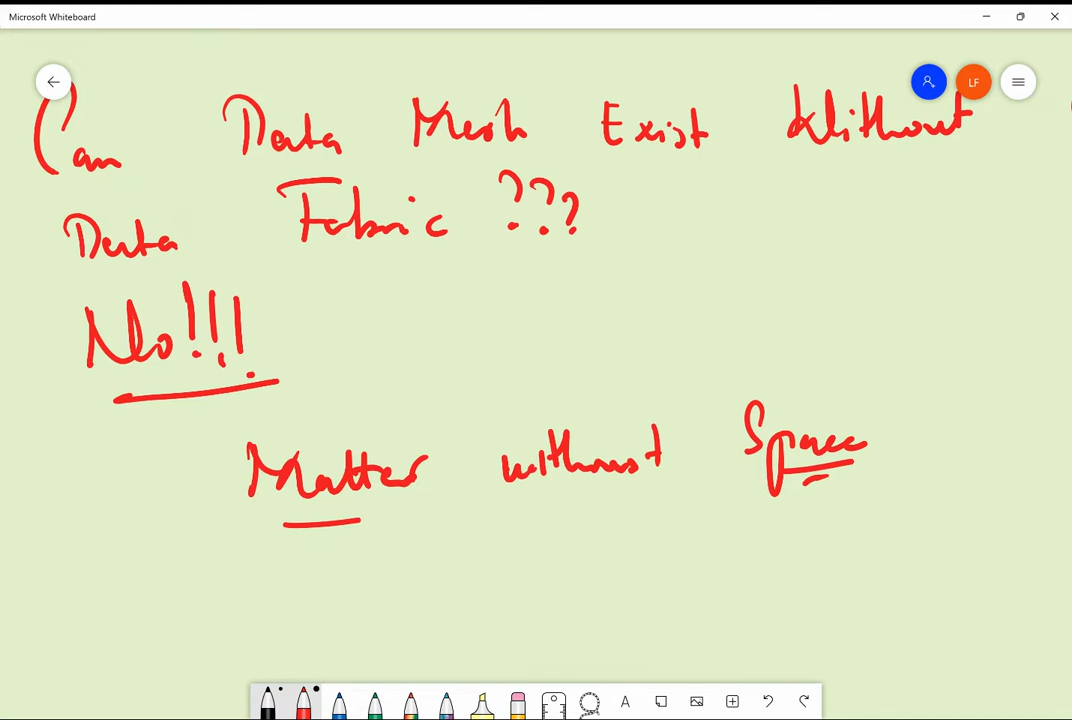 Microsoft Whiteboard
LF
Can Data Mesh Exist Without
Data Fabric ???
No!!!
Matter without Space
A